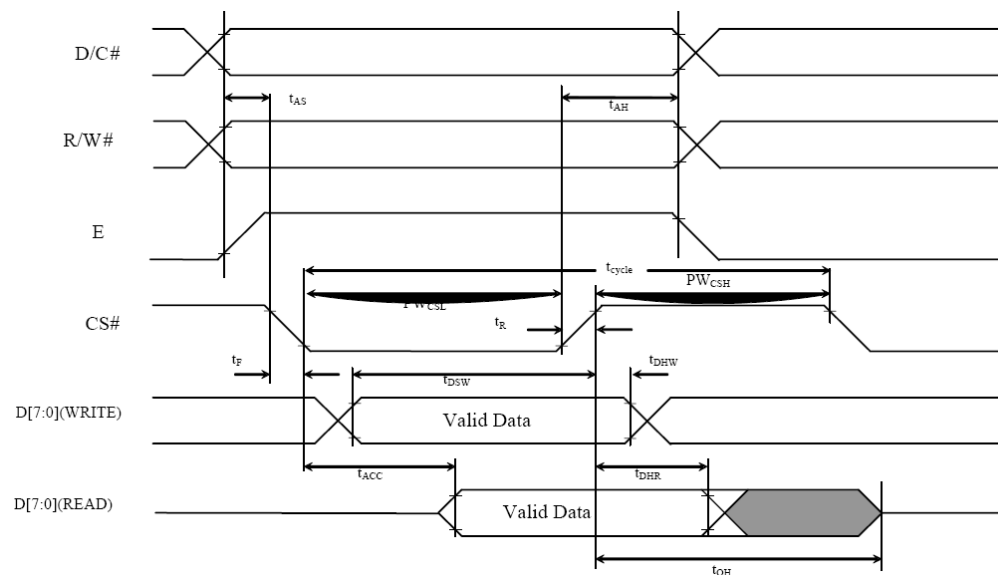 D/C#
tAS
tAH
R/W#
E
tcycle
PWCSL
PWCSH
CS#
tR
tF
tDSW
tDHW
D[7:0](WRITE)
Valid Data
tACC
tDHR
D[7:0](READ)
Valid Data
tOH